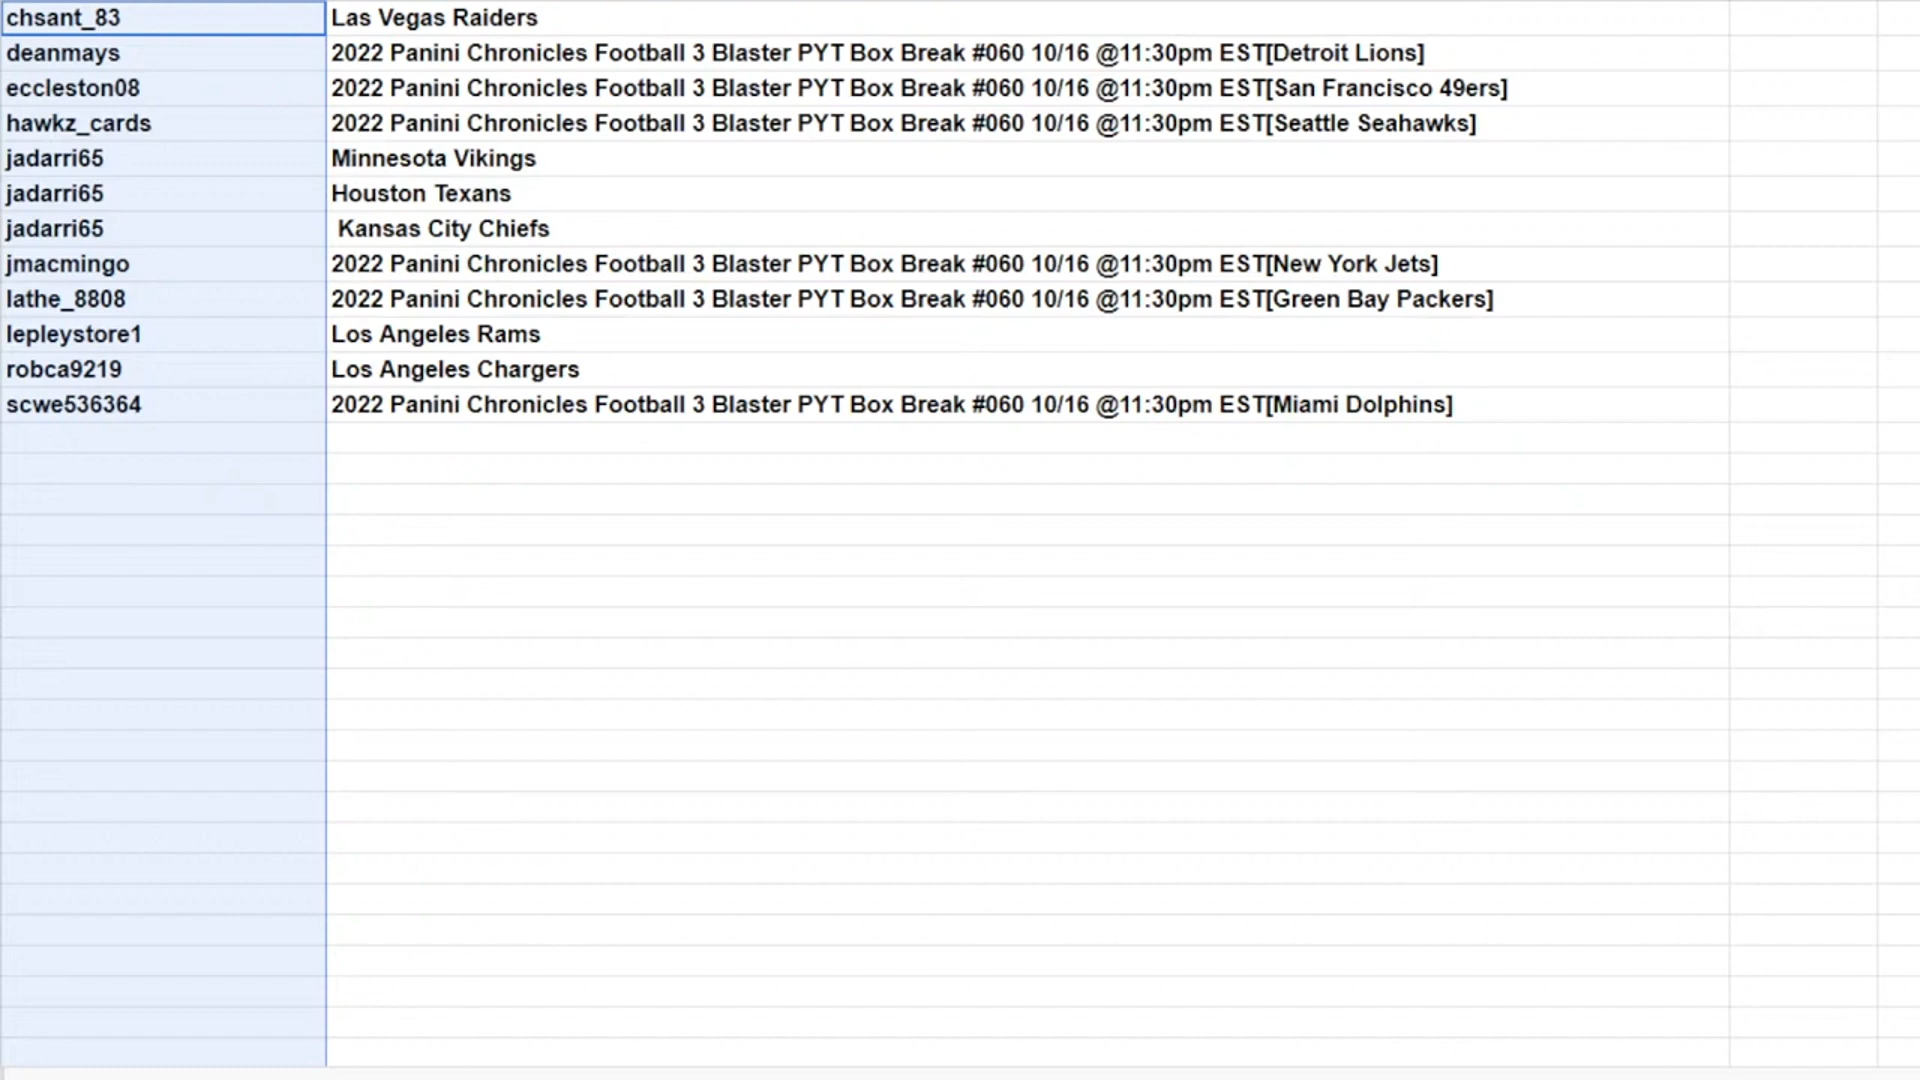 chsant_83 Las Vegas Raiders
deanmays 2022 Panini Chronicles Football 3 Blaster PYT Box Break #060 10/16 @11:30pm EST[Detroit Lions]
eccleston08 2022 Panini Chronicles Football 3 Blaster PYT Box Break #060 10/16 @11:30pm EST[San Francisco 49ers]
hawkz_cards 2022 Panini Chronicles Football 3 Blaster PYT Box Break #060 10/16 @11:30pm EST[Seattle Seahawks]
jadarri65 Minnesota Vikings
jadarri65 Houston Texans
jadarri65 Kansas City Chiefs
jmacmingo 2022 Panini Chronicles Football 3 Blaster PYT Box Break #060 10/16 @11:30pm EST[New York Jets]
lathe_8808 2022 Panini Chronicles Football 3 Blaster PYT Box Break #060 10/16 @11:30pm EST[Green Bay Packers]
lepleystore1 Los Angeles Rams
robca9219 Los Angeles Chargers
scwe536364 2022 Panini Chronicles Football 3 Blaster PYT Box Break #060 10/16 @11:30pm EST[Miami Dolphins]